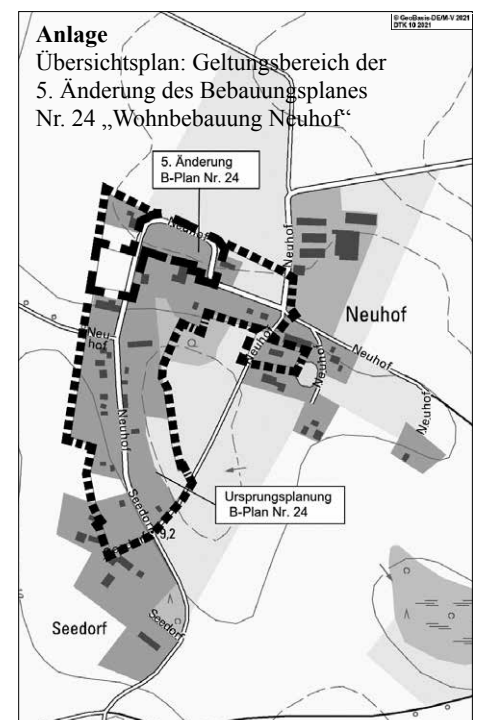 © GeoBasis-DE/M-V 2021
DTK 10 2021
Anlage
Übersichtsplan: Geltungsbereich der
5. Änderung des Bebauungsplanes
Nr. 24 „Wohnbebauung Neuhof“
5. Änderung
B-Plan Nr. 24
Neuhof
Neuhof
Neuhof
Neu
hof
Neuhof
Neuhof
Neuhof
Neuhof
Neuhof
Ursprungsplanung
B-Plan Nr. 24
Seedorf
9,2
Seedorf
Seedorf